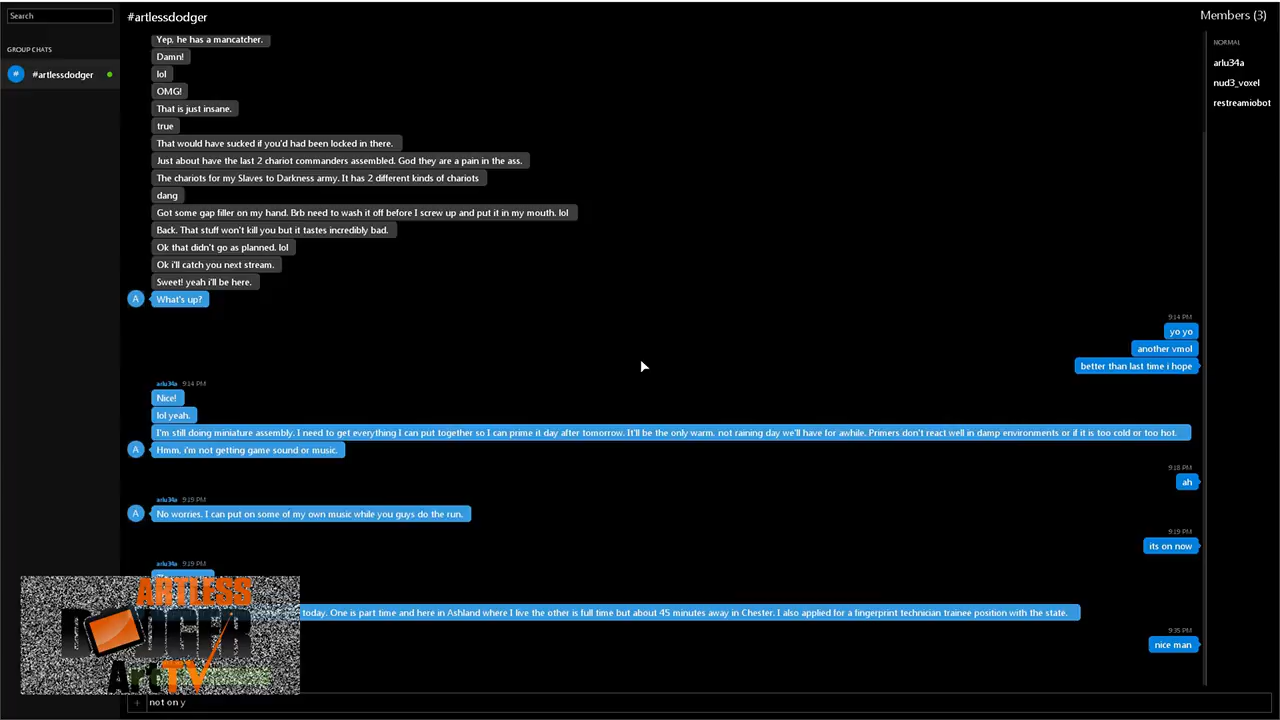 Search
#artlessdodger
Members (3)
GROUP CHATS
# #artlessdodger
NORMAL
arlu34a
nud3_voxel
restreamiobot
Yep, he has a mancatcher.
Damn!
lol
OMG!
That is just insane.
true
That would have sucked if you'd had been locked in there.
Just about have the last 2 chariot commanders assembled. God they are a pain in the ass.
The chariots for my Slaves to Darkness army. It has 2 different kinds of chariots
dang
Got some gap filler on my hand. Brb need to wash it off before I screw up and put it in my mouth. lol
Back. That stuff won't kill you but it tastes incredibly bad.
Ok that didn't go as planned. lol
Ok i'll catch you next stream.
Sweet! yeah i'll be here.
A What's up?
9:14 PM
yo yo
another vmol
better than last time i hope
arlu34a 9:14 PM
Nice!
lol yeah.
I'm still doing miniature assembly. I need to get everything I can put together so I can prime it day after tomorrow. It'll be the only warm, not raining day we'll have for awhile. Primers don't react well in damp environments or if it is too cold or too hot.
A Hmm, i'm not getting game sound or music.
9:18 PM
ah
arlu34a 9:19 PM
A No worries. I can put on some of my own music while you guys do the run.
9:19 PM
its on now
arlu34a 9:19 PM
today. One is part time and here in Ashland where I live the other is full time but about 45 minutes away in Chester. I also applied for a fingerprint technician trainee position with the state.
9:35 PM
nice man
ARTLESS
DODGER
ArtTV
+ not on y